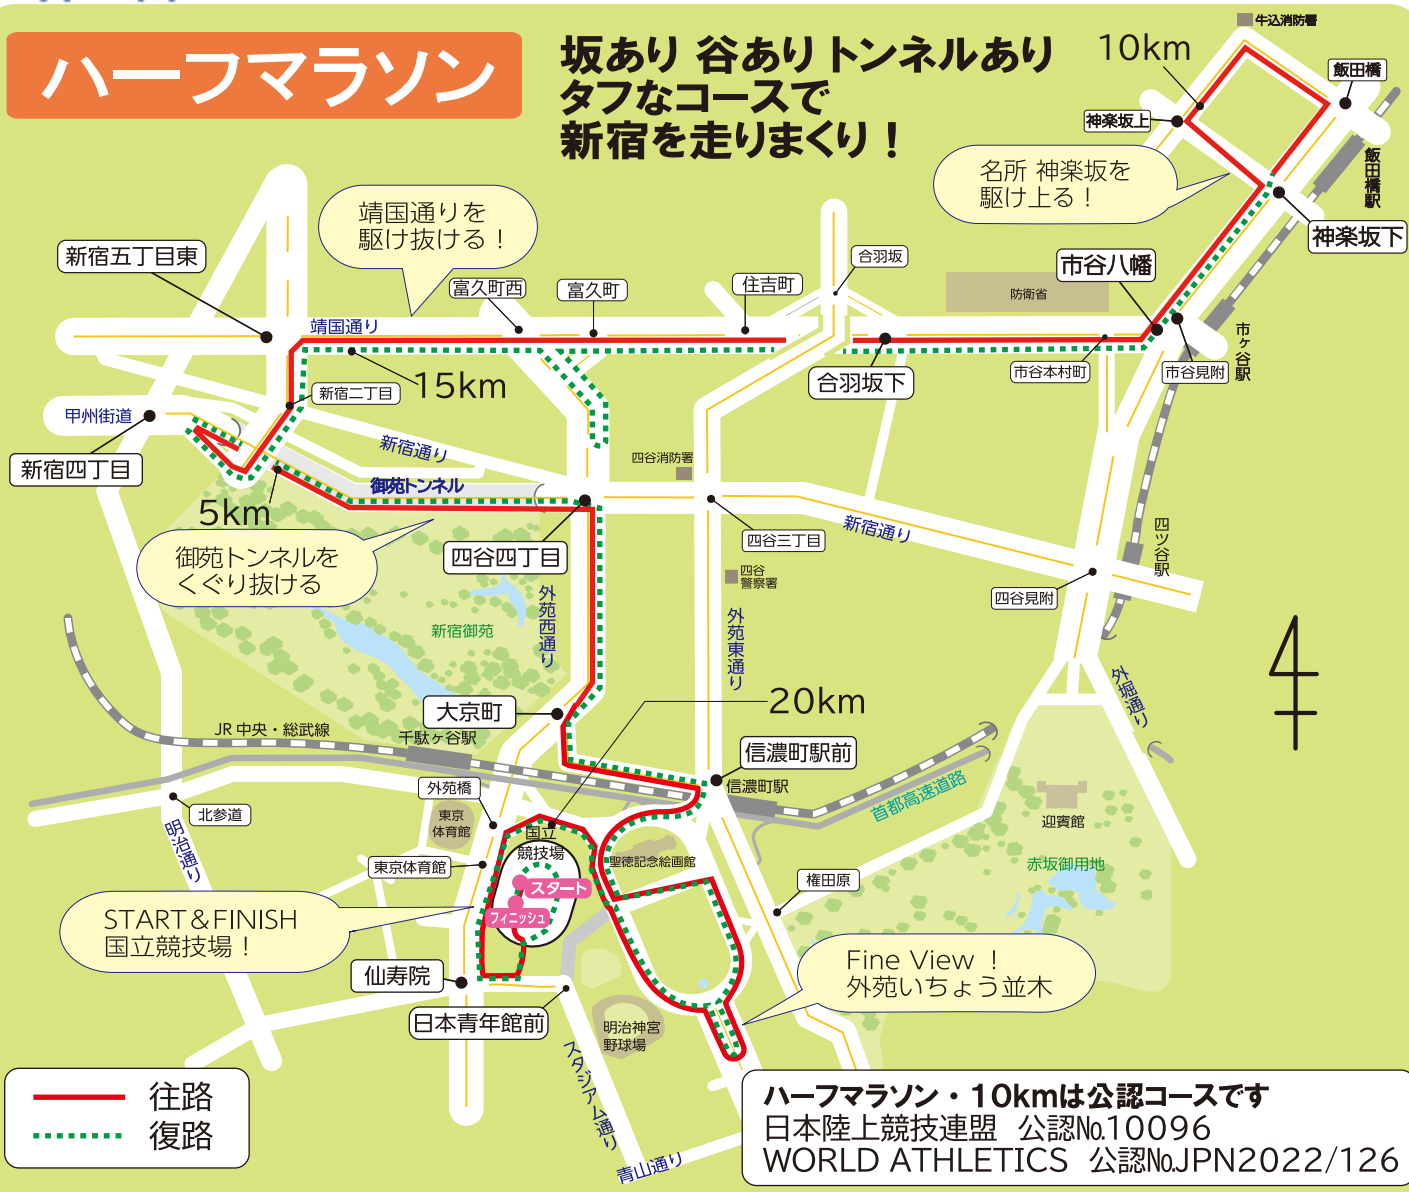 ハーフマラソン
坂あり 谷あり トンネルあり
タフなコースで
新宿を走りまくり！
牛込消防署
10km
飯田橋
神楽坂上
飯田橋駅
名所 神楽坂を
駆け上る！
神楽坂下
靖国通りを
駆け抜ける！
新宿五丁目東
合羽坂
市谷八幡
富久町西
富久町
住吉町
防衛省
靖国通り
市ヶ谷駅
15km
合羽坂下
市谷本村町
市谷見附
新宿二丁目
甲州街道
新宿通り
四谷消防署
新宿四丁目
御苑トンネル
5km
新宿通り
四谷三丁目
四ツ谷駅
御苑トンネルを
くぐり抜ける
四谷四丁目
四谷
警察署
四谷見附
外苑西通り
新宿御苑
外苑東通り
外堀通り
大京町
20km
JR 中央・総武線
千駄ヶ谷駅
信濃町駅前
外苑橋
信濃町駅
首都高速道路
北参道
東京
体育館
国立
競技場
迎賓館
明治通り
東京体育館
聖徳記念絵画館
赤坂御用地
権田原
スタート
フィニッシュ
START＆FINISH
国立競技場！
Fine View ！
外苑いちょう並木
仙寿院
日本青年館前
明治神宮
野球場
スタジアム通り
青山通り
往路
復路
ハーフマラソン・10kmは公認コースです
日本陸上競技連盟 公認No.10096
WORLD ATHLETICS 公認No.JPN2022/126